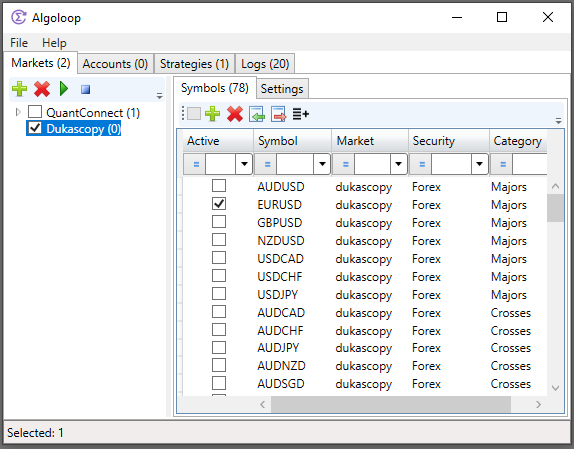 Algoloop
File Help
Markets (2) Accounts (0) Strategies (1) Logs (20)
QuantConnect (1)
Dukascopy (0)
Symbols (78) Settings
Active Symbol Market Security Category
= = = = =
AUDUSD dukascopy Forex Majors
EURUSD dukascopy Forex Majors
GBPUSD dukascopy Forex Majors
NZDUSD dukascopy Forex Majors
USDCAD dukascopy Forex Majors
USDCHF dukascopy Forex Majors
USDJPY dukascopy Forex Majors
AUDCAD dukascopy Forex Crosses
AUDCHF dukascopy Forex Crosses
AUDJPY dukascopy Forex Crosses
AUDNZD dukascopy Forex Crosses
AUDSGD dukascopy Forex Crosses
Selected: 1